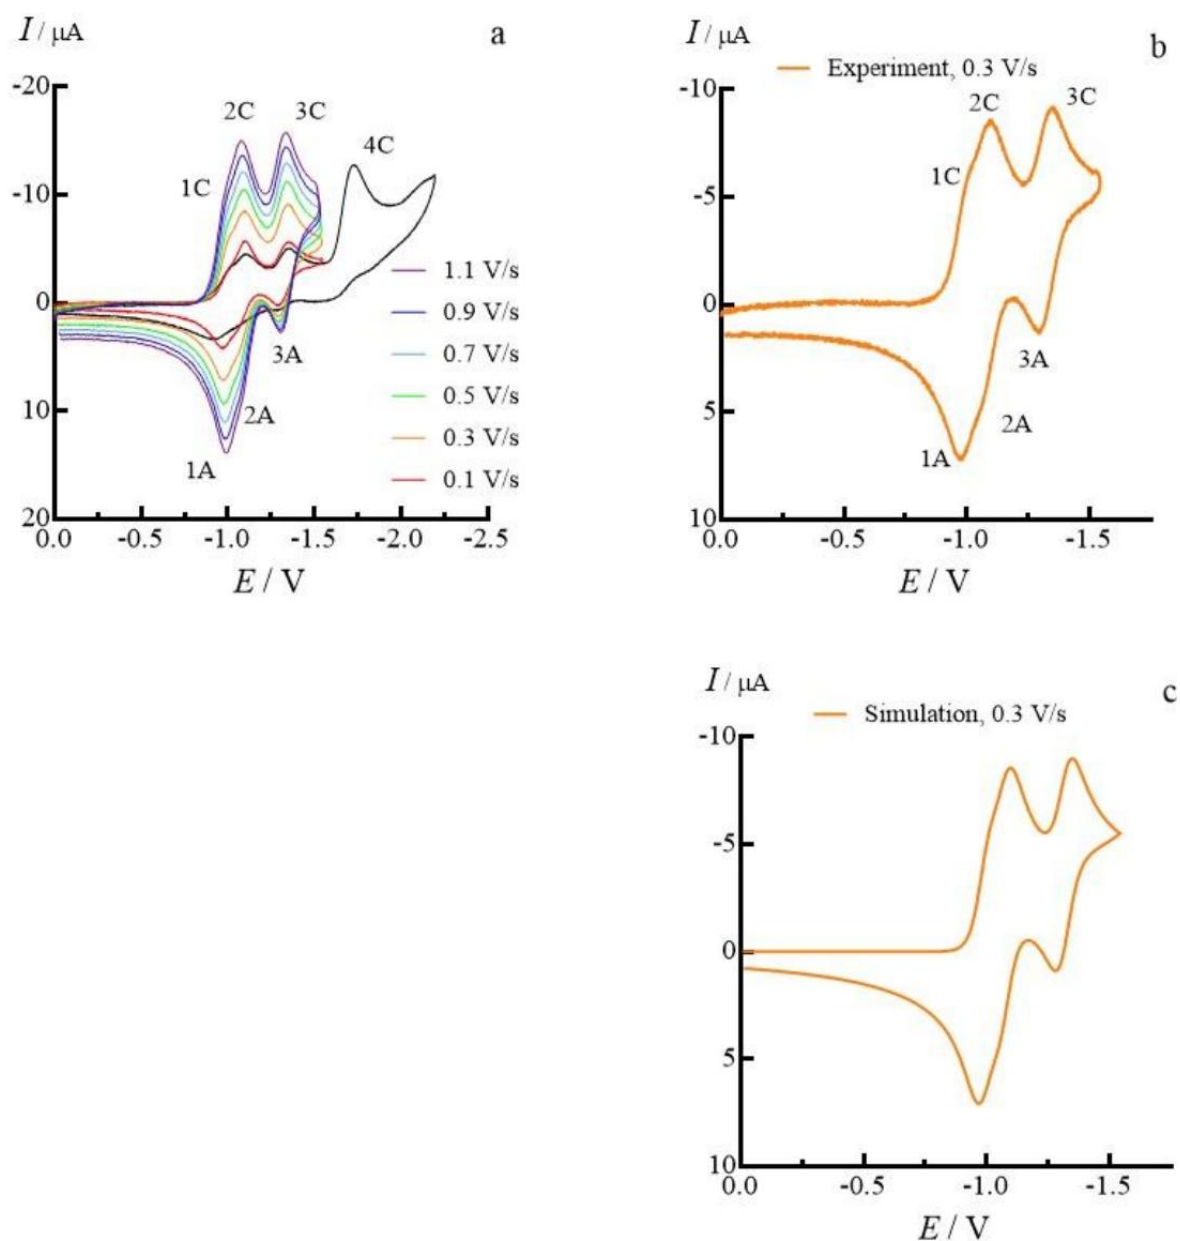 I / μA
a
-20
2C
3C
4C
-10
1C
0
1.1 V/s
0.9 V/s
3A
0.7 V/s
0.5 V/s
10
2A
0.3 V/s
1A
0.1 V/s
20
0.0 -0.5 -1.0 -1.5 -2.0 -2.5
E / V
I / μA
b
Experiment, 0.3 V/s
-10
2C
3C
1C
-5
0
3A
5
2A
1A
10
0.0 -0.5 -1.0 -1.5
E / V
I / μA
c
Simulation, 0.3 V/s
-10
-5
0
5
10
0.0 -0.5 -1.0 -1.5
E / V